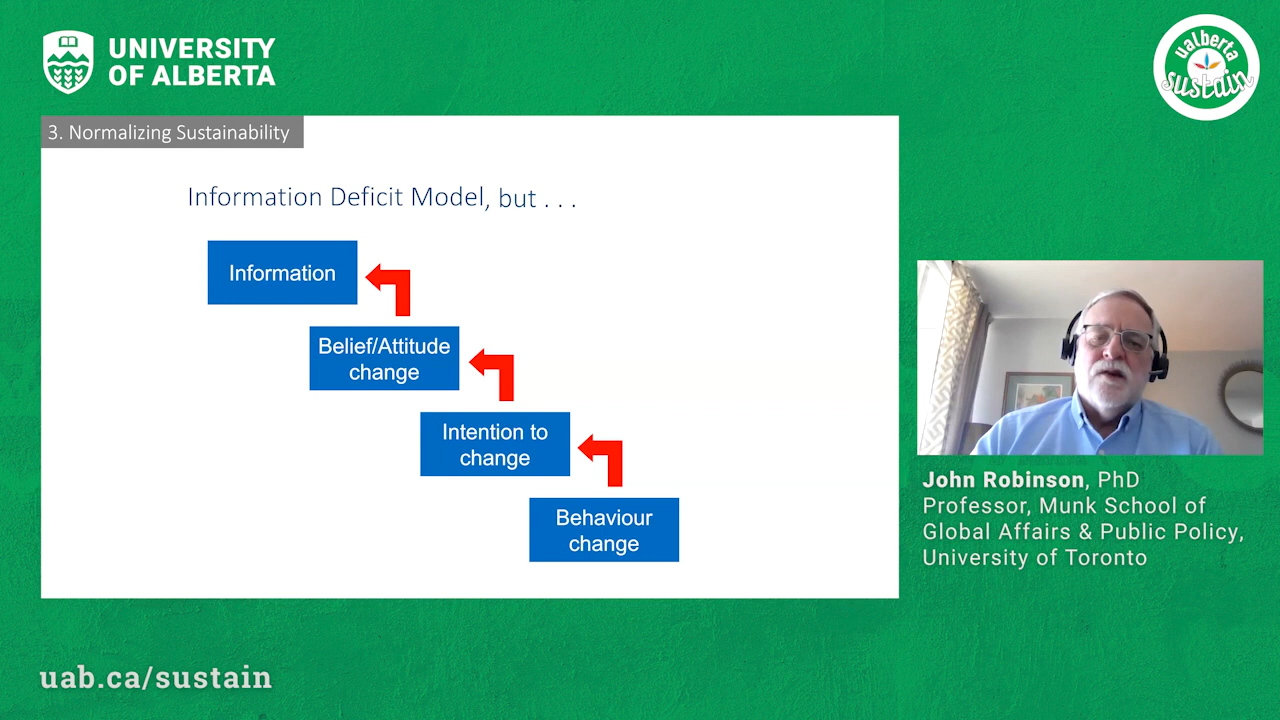 UNIVERSITY
OF ALBERTA
ualberta
sustain
3. Normalizing Sustainability
Information Deficit Model, but . . .
Information
Belief/Attitude
change
Intention to
change
Behaviour
change
John Robinson, PhD
Professor, Munk School of
Global Affairs & Public Policy,
University of Toronto
uab.ca/sustain